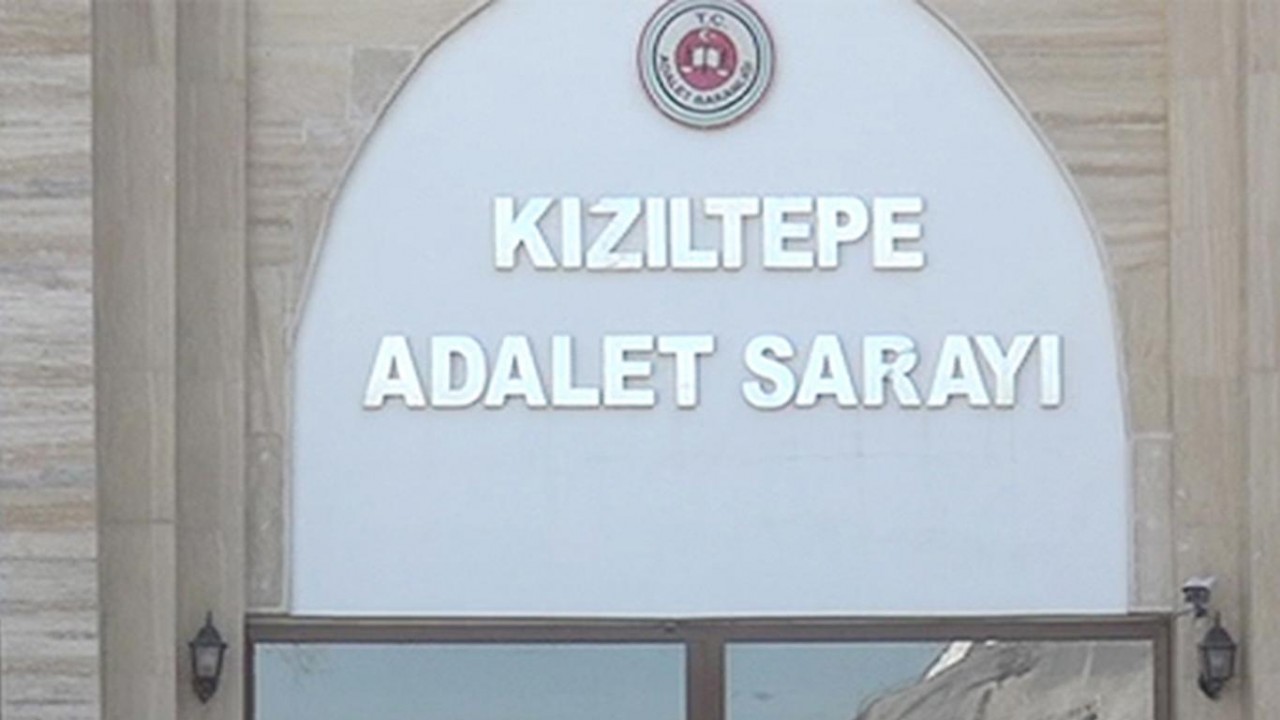 T.C.
ADALET BAKANLIĞI
KIZILTEPE
ADALET SARAYI